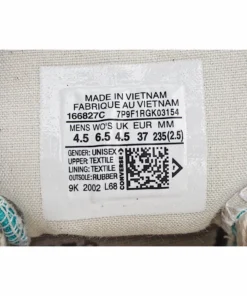 MADE IN VIETNAM
FABRIQUE AU VIETNAM
166827C 7P9F1RGK03154
MENS WO'S UK EUR MM
4.5 6.5 4.5 37 235(2.5)
GENDER: UNISEX
UPPER: TEXTILE
LINING: TEXTILE
OUTSOLE: RUBBER
9K 2002 L68
CONVERSE